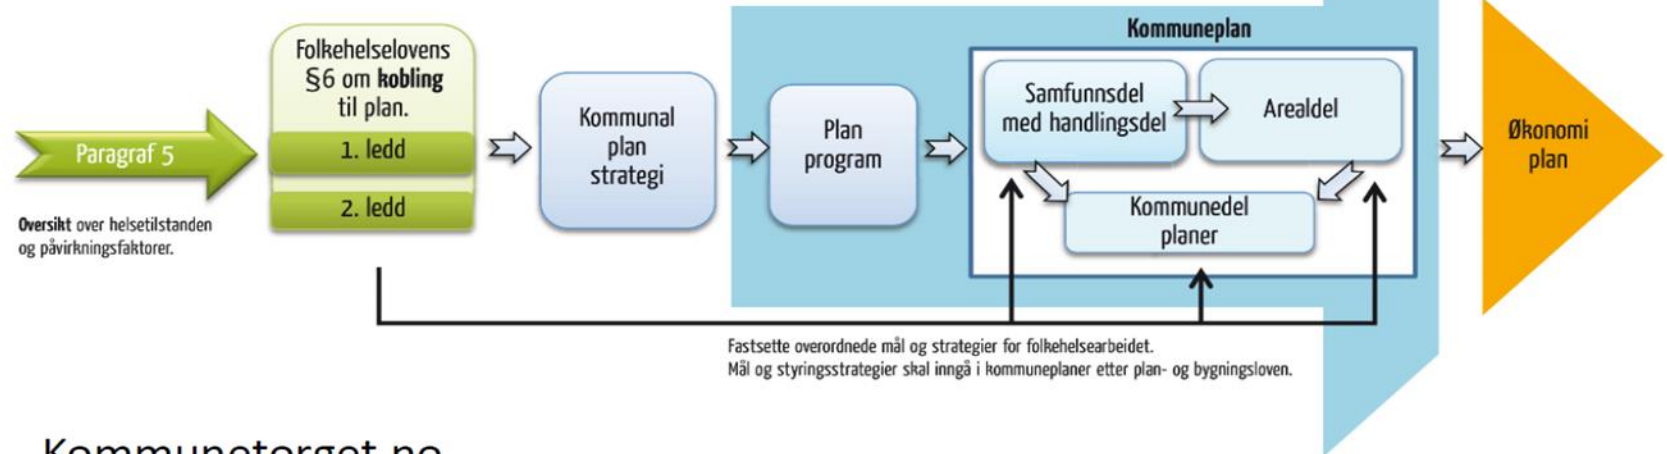 Paragraf 5
Oversikt over helsetilstanden
og påvirkningsfaktorer.
Folkehelselovens
§6 om kobling
til plan.
1. ledd
2. ledd
Kommunal
plan
strategi
Plan
program
Kommuneplan
Samfunnsdel
med handlingsdel
Arealdel
Kommunedel
planer
Økonomi
plan
Fastsette overordnede mål og strategier for folkehelsearbeidet.
Mål og styringsstrategier skal inngå i kommuneplaner etter plan- og bygningsloven.
Kommunetorget.no